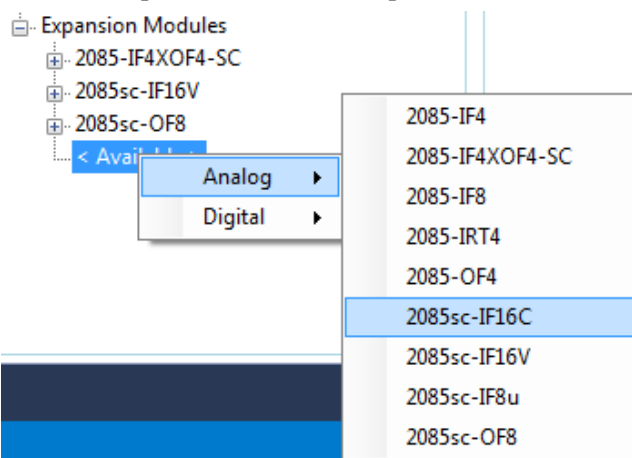 Expansion Modules
2085-IF4XOF4-SC
2085sc-IF16V
2085sc-OF8
< Avai
Analog
Digital
2085-IF4
2085-IF4XOF4-SC
2085-IF8
2085-IRT4
2085-OF4
2085sc-IF16C
2085sc-IF16V
2085sc-IF8u
2085sc-OF8